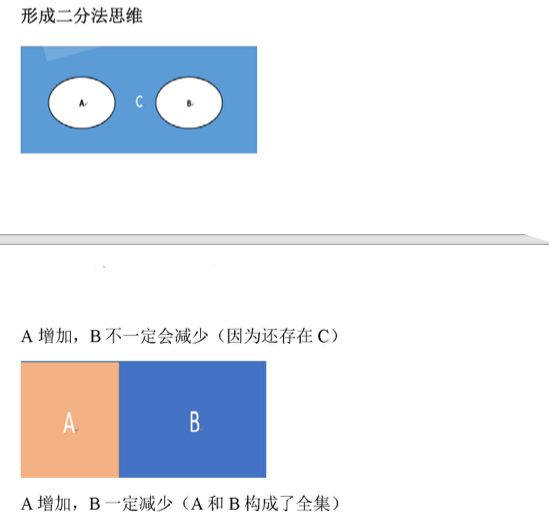 形成二分法思维
A C B
A 增加，B 不一定会减少（因为还存在 C）
A B
A 增加，B 一定减少（A 和 B 构成了全集）